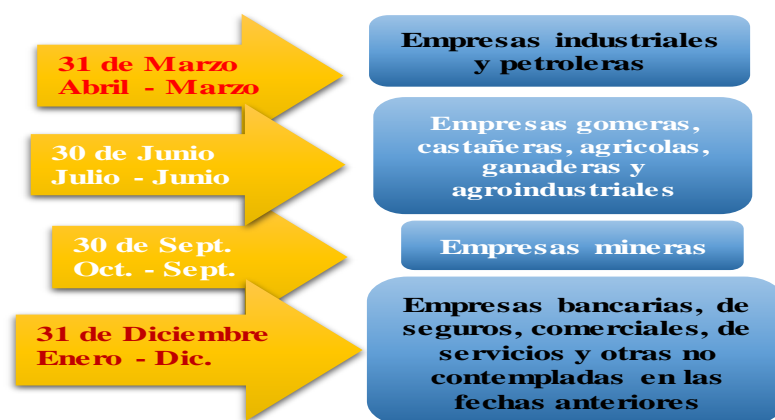 31 de Marzo
Abril - Marzo
Empresas industriales
y petroleras
30 de Junio
Julio - Junio
Empresas gomeras,
castañeras, agricolas,
ganaderas y
agroindustriales
30 de Sept.
Oct. - Sept.
Empresas mineras
31 de Diciembre
Enero - Dic.
Empresas bancarias, de
seguros, comerciales, de
servicios y otras no
contempladas en las
fechas anteriores